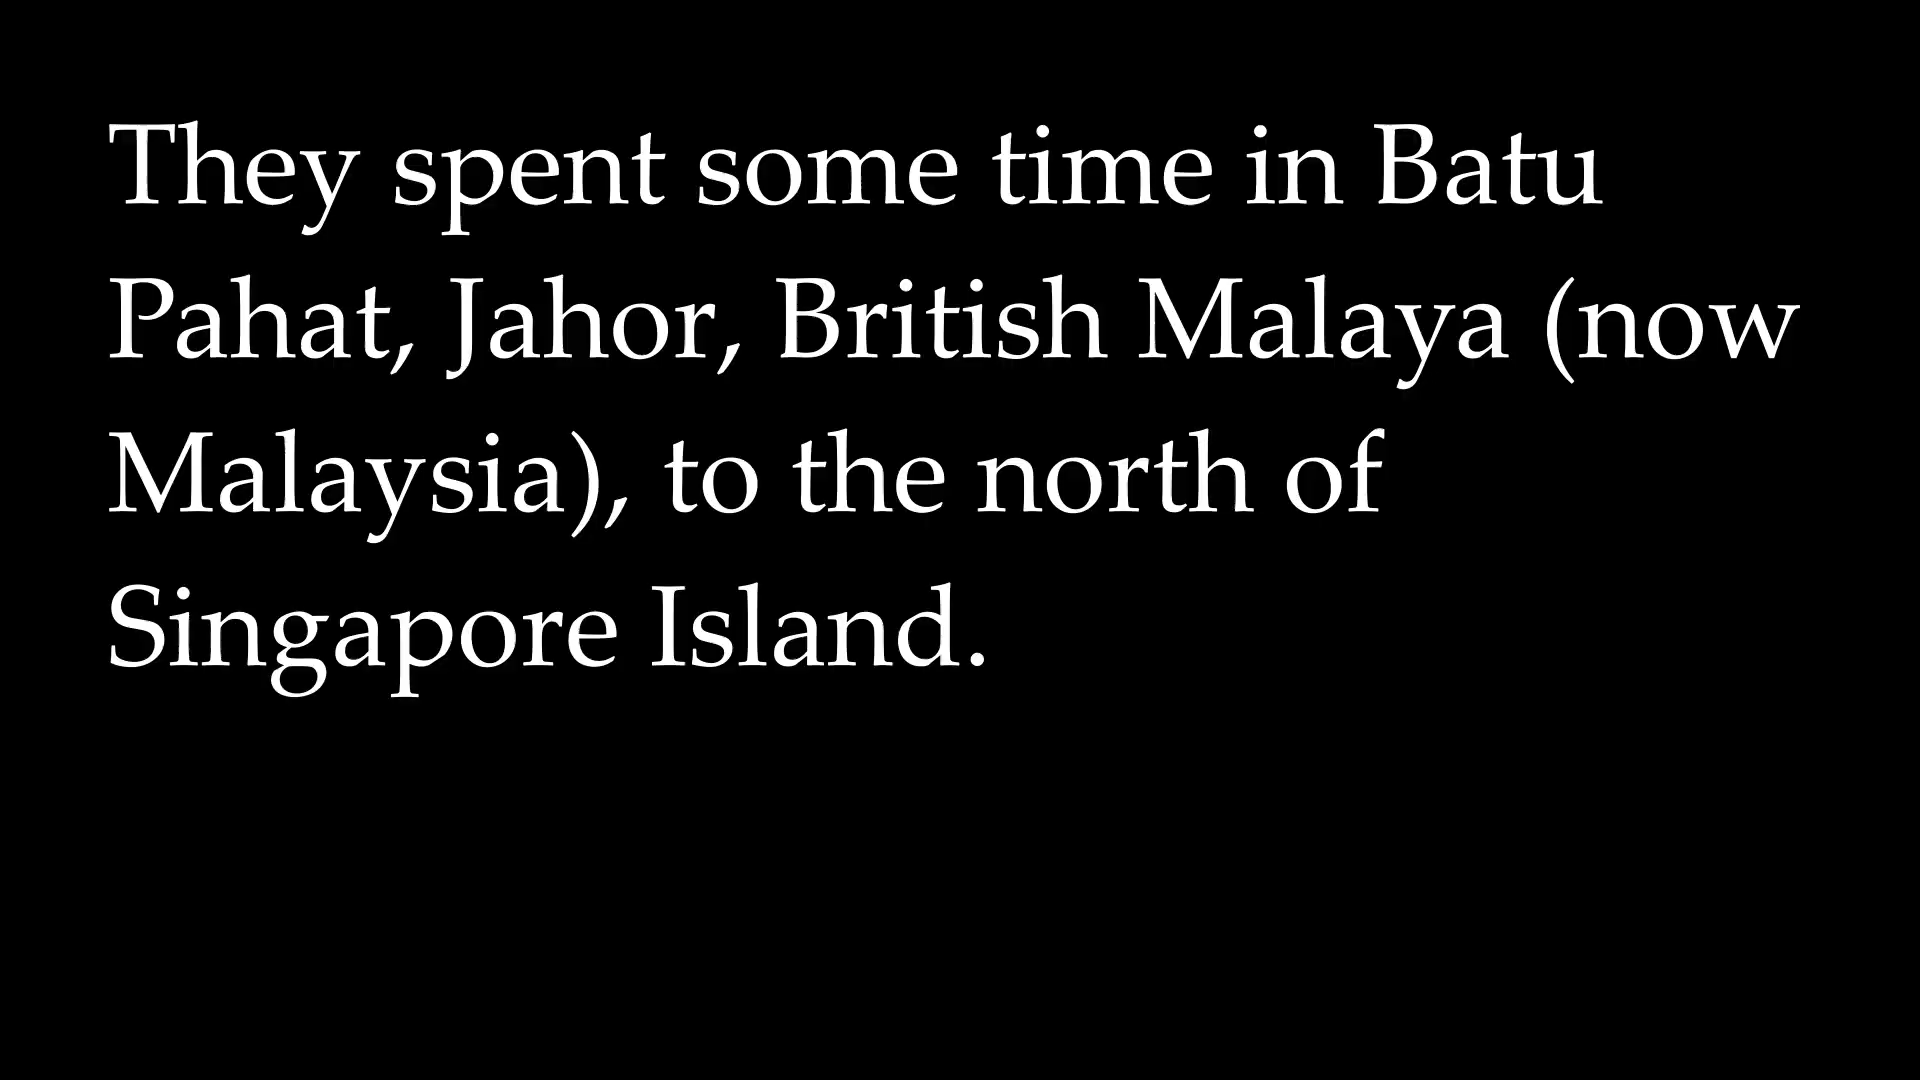 They spent some time in Batu
Pahat, Jahor, British Malaya (now
Malaysia), to the north of
Singapore Island.